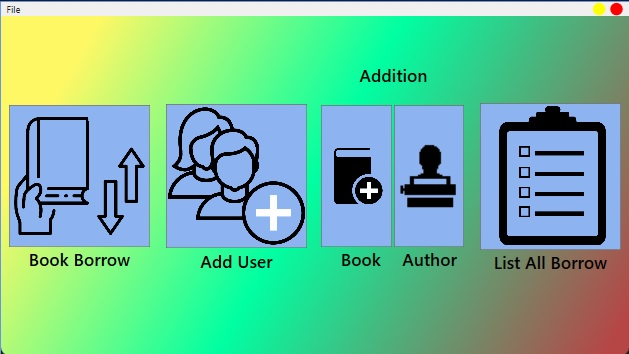 File
Addition
Book Borrow
Add User
Book
Author
List All Borrow